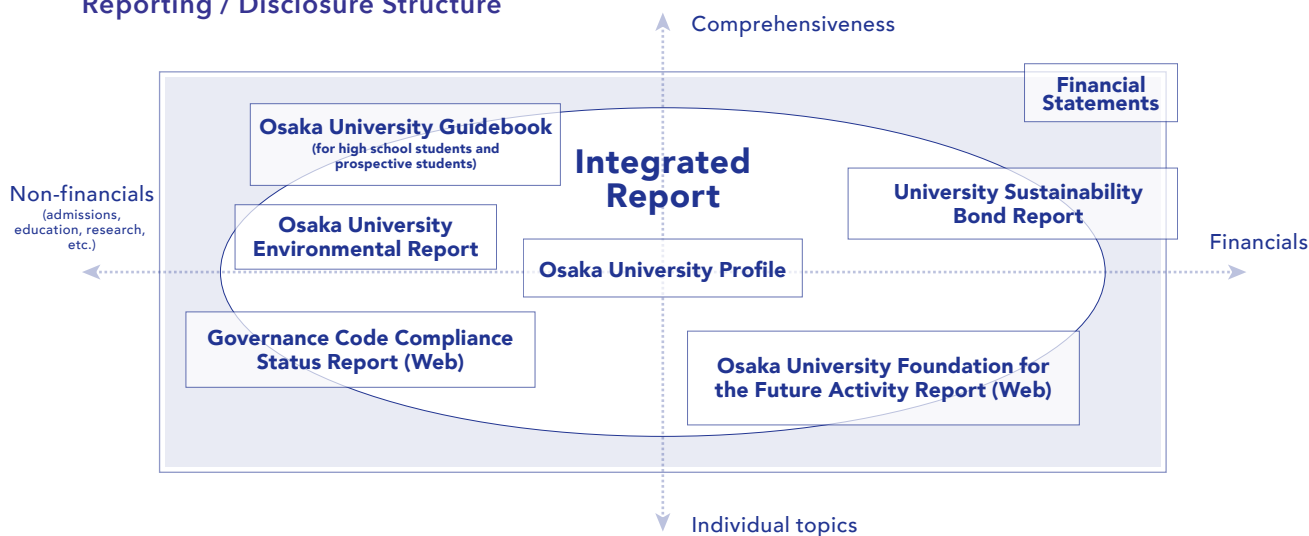 Reporting / Disclosure Structure
Comprehensiveness
Financial
Statements
Osaka University Guidebook
(for high school students and
prospective students)
Integrated
Report
University Sustainability
Bond Report
Non-financials
(admissions,
education, research,
etc.)
Osaka University
Environmental Report
Financials
Osaka University Profile
Governance Code Compliance
Status Report (Web)
Osaka University Foundation for
the Future Activity Report (Web)
Individual topics